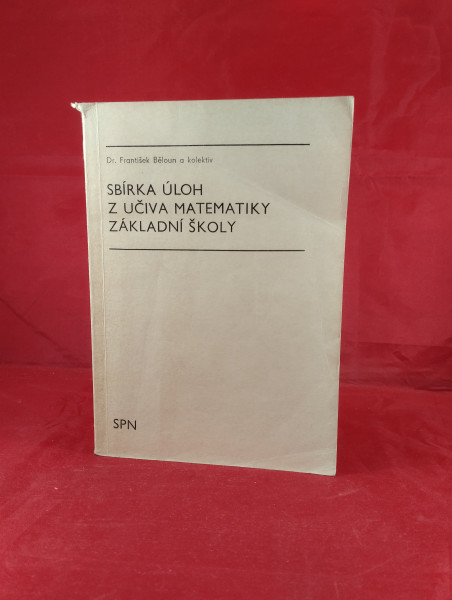 Dr. František Běloun a kolektiv
SBÍRKA ÚLOH
Z UČIVA MATEMATIKY
ZÁKLADNÍ ŠKOLY
SPN